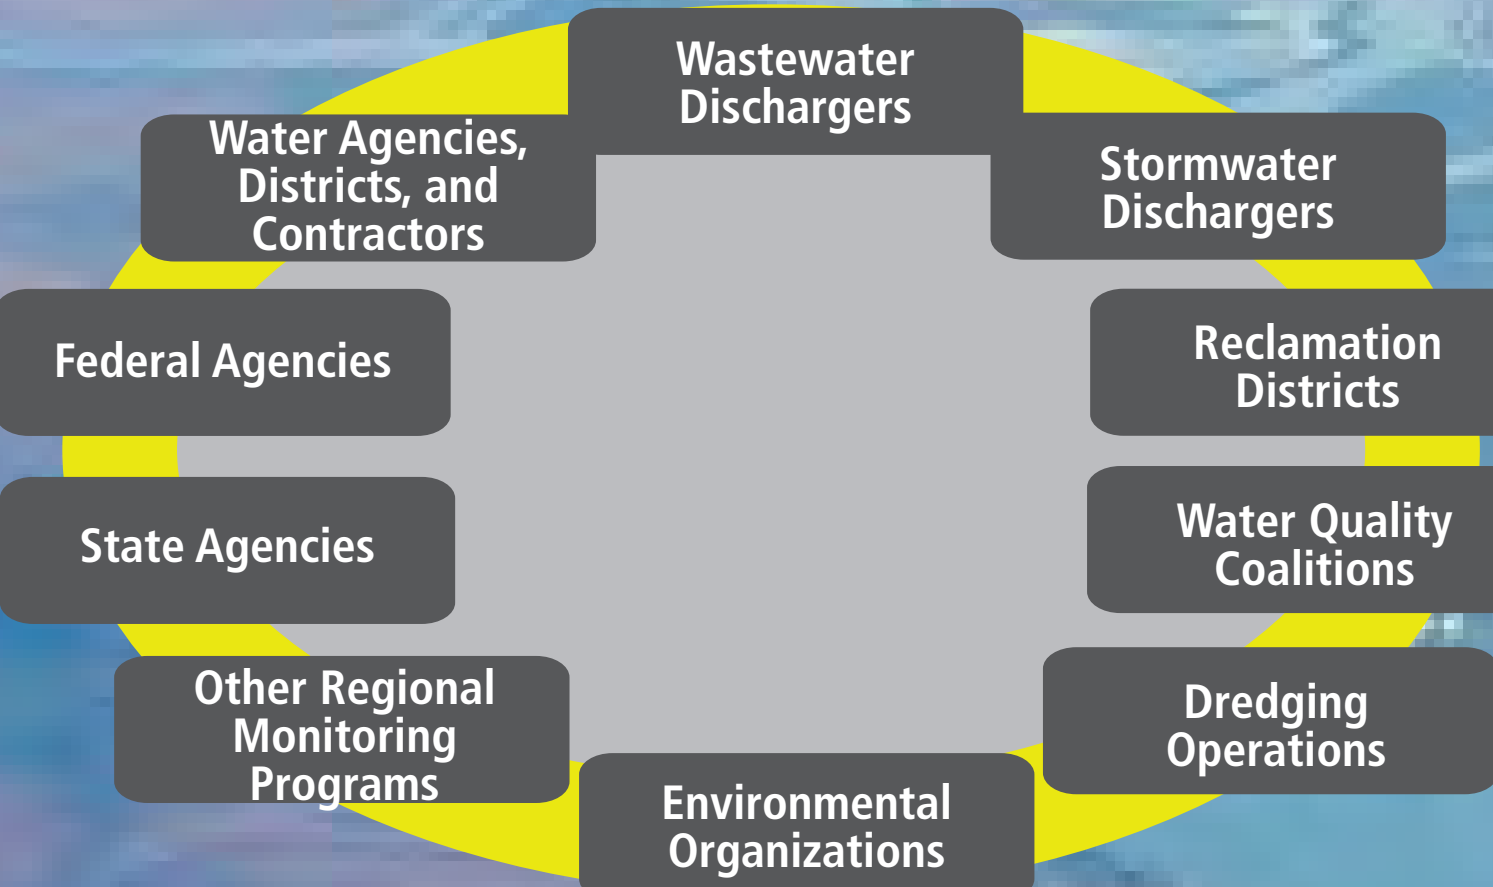 Wastewater
Dischargers
Water Agencies,
Districts, and
Contractors
Stormwater
Dischargers
Federal Agencies
Reclamation
Districts
State Agencies
Water Quality
Coalitions
Other Regional
Monitoring
Programs
Dredging
Operations
Environmental
Organizations